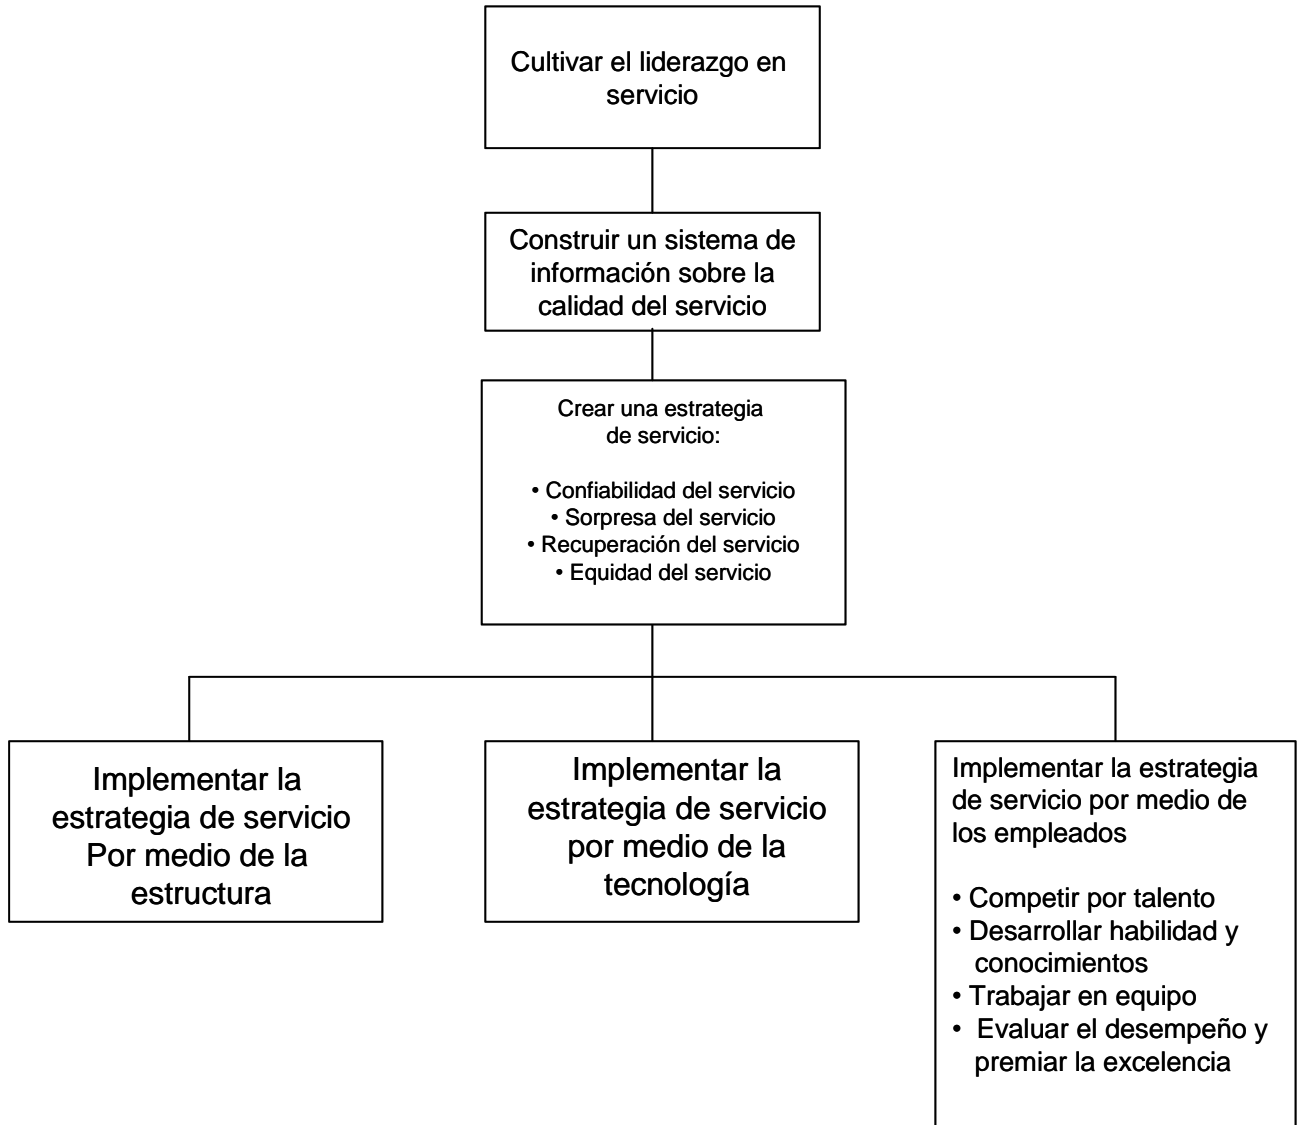 Cultivar el liderazgo en
servicio
Construir un sistema de
información sobre la
calidad del servicio
Crear una estrategia
de servicio:
• Confiabilidad del servicio
• Sorpresa del servicio
• Recuperación del servicio
• Equidad del servicio
Implementar la
estrategia de servicio
Por medio de la
estructura
Implementar la
estrategia de servicio
por medio de la
tecnología
Implementar la estrategia
de servicio por medio de
los empleados
• Competir por talento
• Desarrollar habilidad y
conocimientos
• Trabajar en equipo
• Evaluar el desempeño y
premiar la excelencia